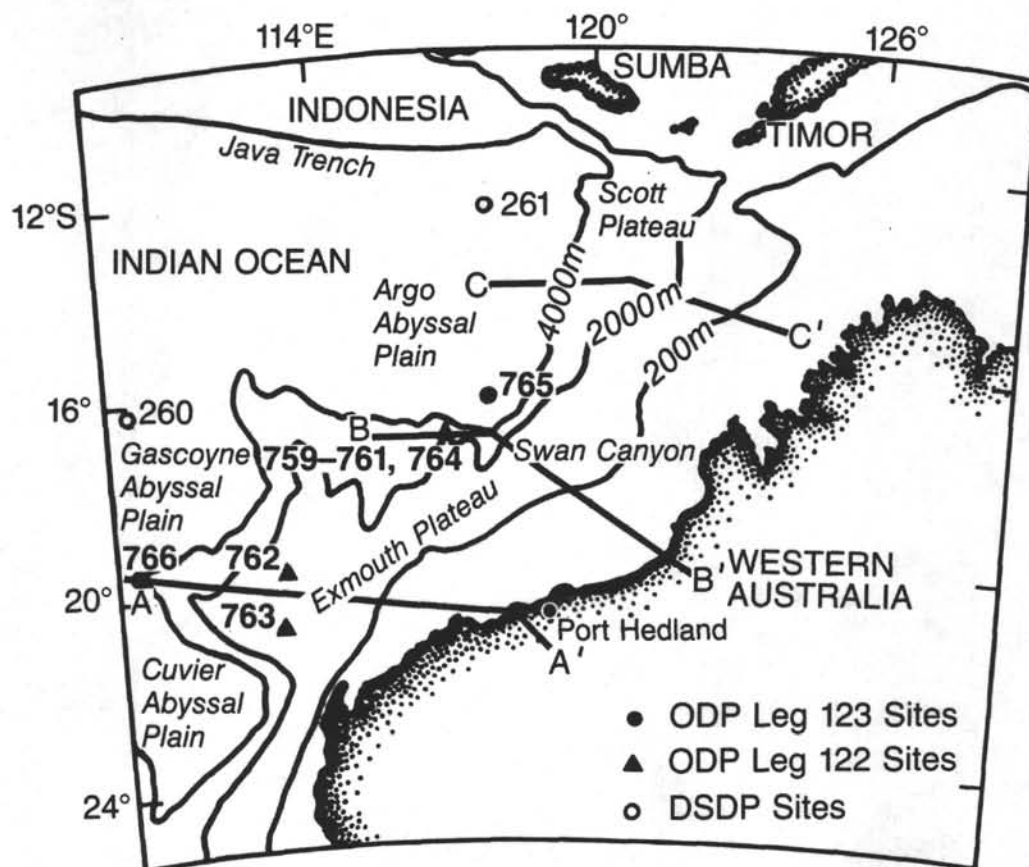 114°E
120°
126°
SUMBA
INDONESIA
TIMOR
Java Trench
12°S
261
Scott
Plateau
INDIAN OCEAN
4000m
2000m
200m
C
C'
Argo
Abyssal
Plain
765
16°
260
B
Swan Canyon
759–761, 764
Gascoyne
Abyssal
Plain
Exmouth Plateau
766
762
WESTERN
AUSTRALIA
B'
20°
A
763
Port Hedland
A'
Cuvier
Abyssal
Plain
24°
ODP Leg 123 Sites
ODP Leg 122 Sites
DSDP Sites